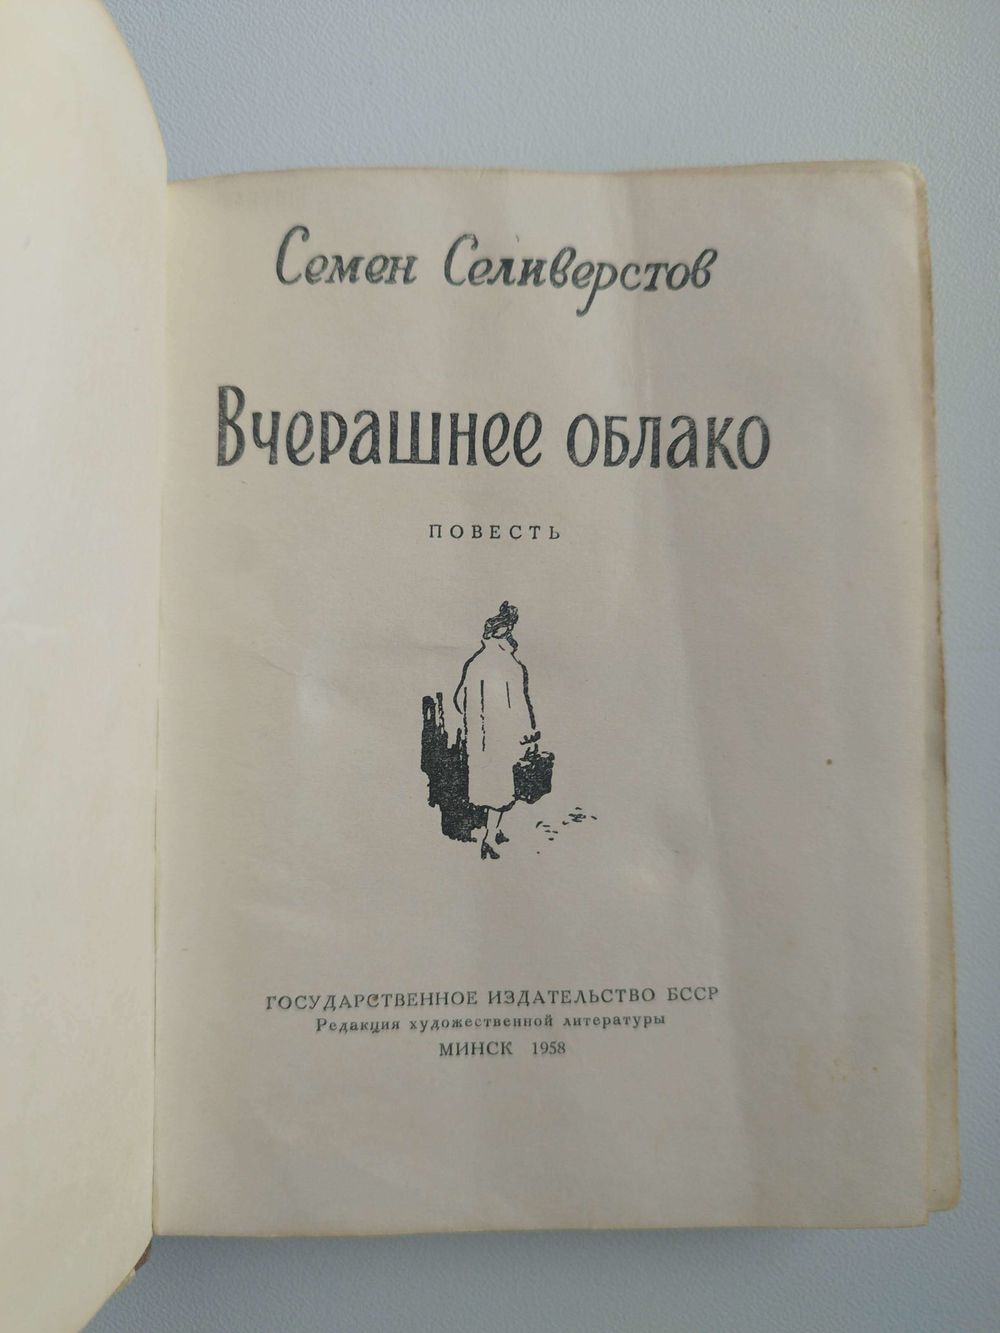 Семен Селиверстов
Вчерашнее облако
ПОВЕСТЬ
ГОСУДАРСТВЕННОЕ ИЗДАТЕЛЬСТВО БССР
Редакция художественной литературы
МИНСК 1958